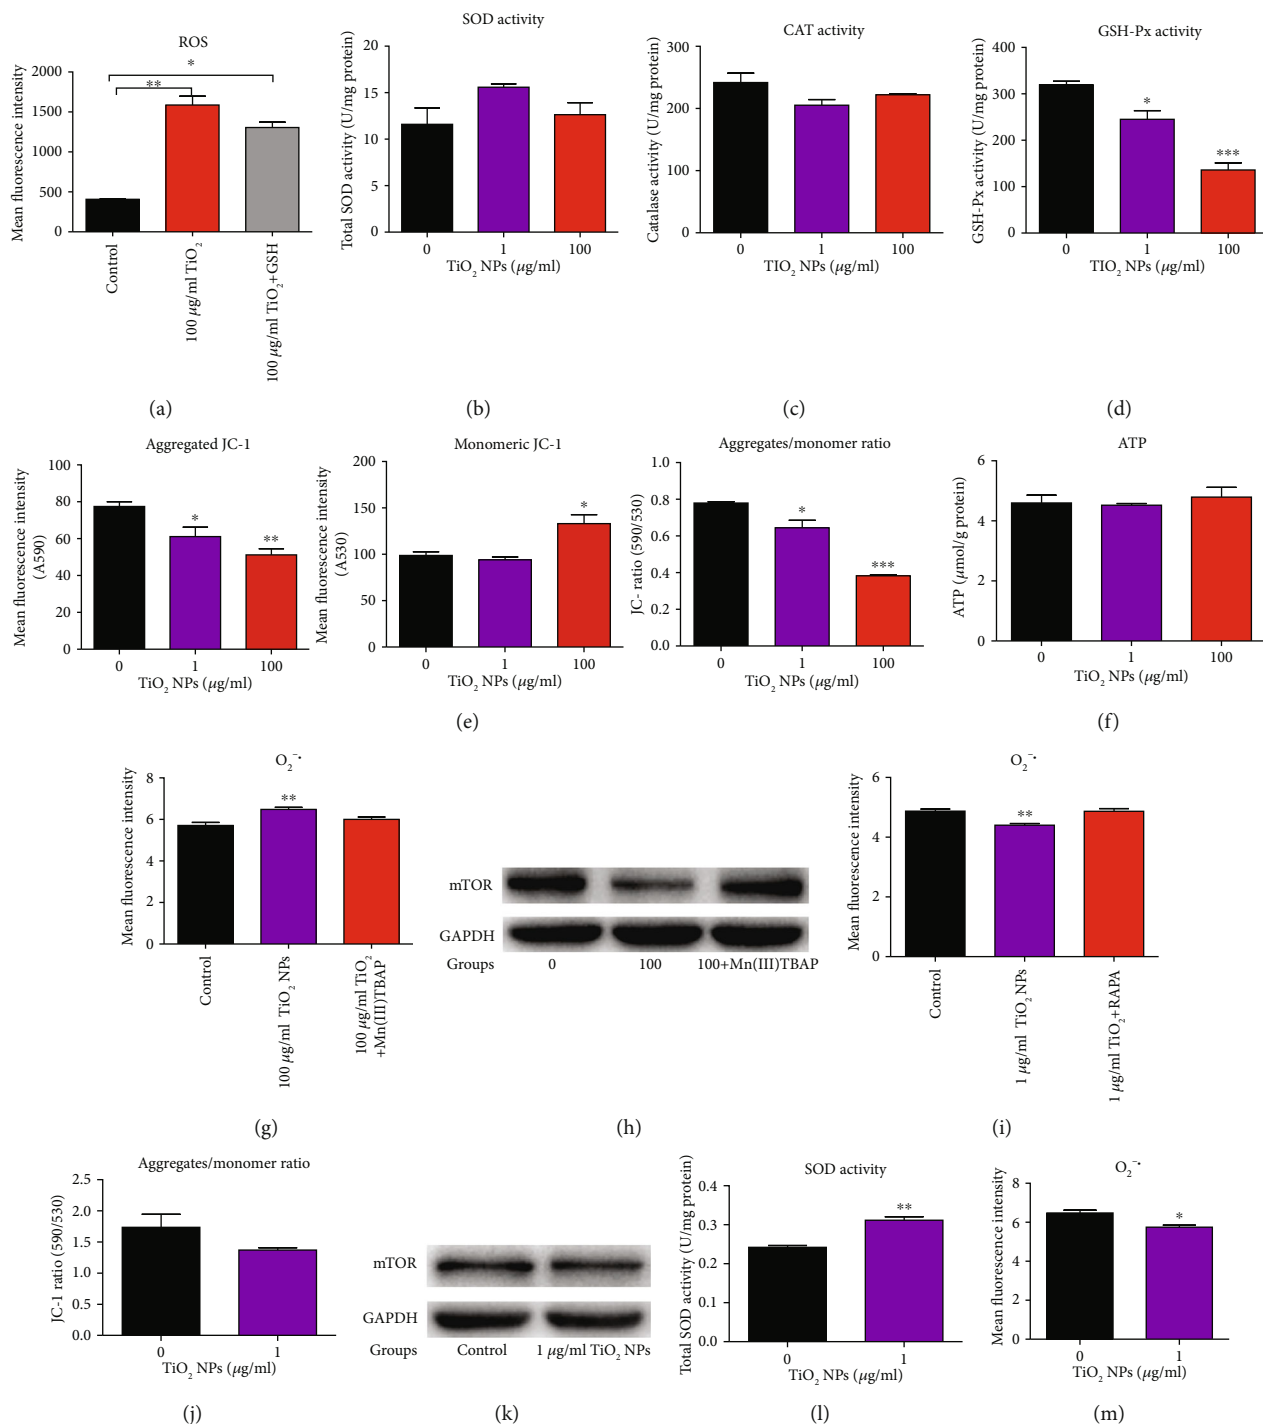 ROS
Mean fluorescence intensity
2000
1500
1000
500
0
*
**
Control
100 μg/ml TiO2
100 μg/ml TiO2+GSH
(a)
SOD activity
Total SOD activity (U/mg protein)
20
15
10
5
0
0 1 100
TiO2 NPs (μg/ml)
(b)
CAT activity
Catalase activity (U/mg protein)
300
200
100
0
0 1 100
TIO2 NPs (μg/ml)
(c)
GSH-Px activity
GSH-Px activity (U/mg protein)
400
300
200
100
0
*
***
0 1 100
TIO2 NPs (μg/ml)
(d)
Aggregated JC-1
Mean fluorescence intensity
(A590)
100
80
60
40
20
0
*
**
0 1 100
TiO2 NPs (μg/ml)
Monomeric JC-1
Mean fluorescence intensity
(A530)
200
150
100
50
0
*
0 1 100
TiO2 NPs (μg/ml)
(e)
Aggregates/monomer ratio
JC- ratio (590/530)
1.0
0.8
0.6
0.4
0.2
0.0
*
***
0 1 100
TiO2 NPs (μg/ml)
ATP
ATP (μmol/g protein)
6
4
2
0
0 1 100
TiO2 NPs (μg/ml)
(f)
O2−•
Mean fluorescence intensity
8
6
4
2
0
**
Control
100 μg/ml TiO2 NPs
100 μg/ml TiO2
+Mn(III)TBAP
(g)
mTOR
GAPDH
Groups 0 100 100+Mn(III)TBAP
(h)
O2−•
Mean fluorescence intensity
6
4
2
0
**
Control
1 μg/ml TiO2 NPs
1 μg/ml TiO2+RAPA
(i)
Aggregates/monomer ratio
JC-1 ratio (590/530)
2.5
2.0
1.5
1.0
0.5
0.0
0 1
TiO2 NPs (μg/ml)
(j)
mTOR
GAPDH
Groups Control 1 μg/ml TiO2 NPs
(k)
SOD activity
Total SOD activity (U/mg protein)
0.4
0.3
0.2
0.1
0.0
**
0 1
TiO2 NPs (μg/ml)
(l)
O2−•
Mean fluorescence intensity
8
6
4
2
0
*
0 1
TiO2 NPs (μg/ml)
(m)